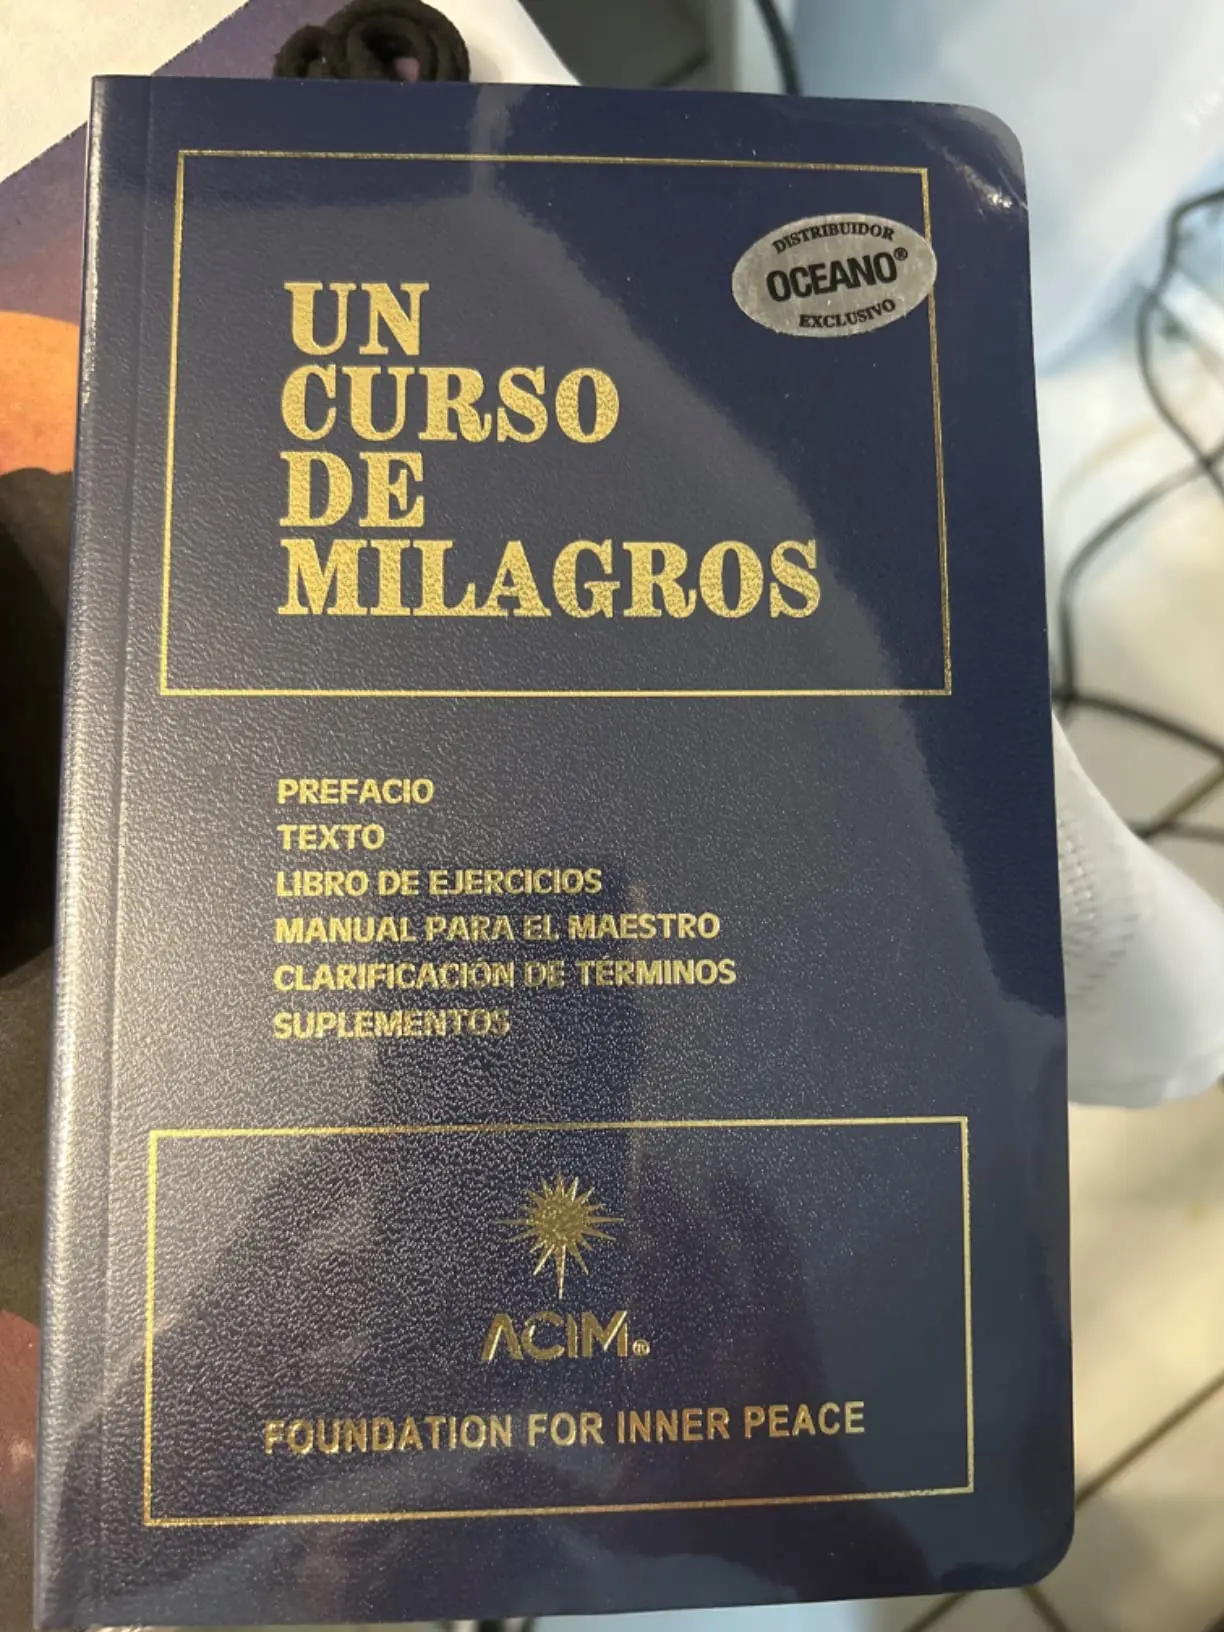 DISTRIBUIDOR
OCEANO®
EXCLUSIVO
UN
CURSO
DE
MILAGROS
PREFACIO
TEXTO
LIBRO DE EJERCICIOS
MANUAL PARA EL MAESTRO
CLARIFICACIÓN DE TÉRMINOS
SUPLEMENTOS
ACIM®
FOUNDATION FOR INNER PEACE